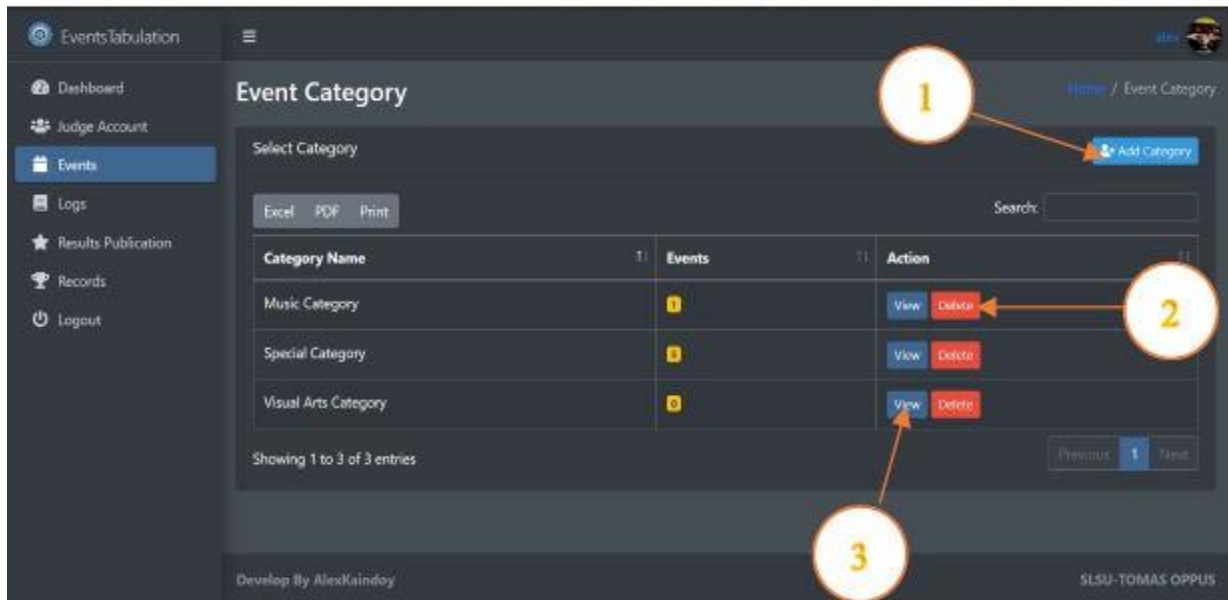 EventsTabulation
alex
Dashboard
Judge Account
Events
Logs
Results Publication
Records
Logout
Event Category
Home / Event Category
1
Select Category
Add Category
Excel PDF Print
Search:
Category Name Events Action
Music Category 1 View Delete
2
Special Category View Delete
Visual Arts Category 0 View Delete
Showing 1 to 3 of 3 entries
Previous 1 Next
3
Develop By AlexKaindoy
SLSU-TOMAS OPPUS